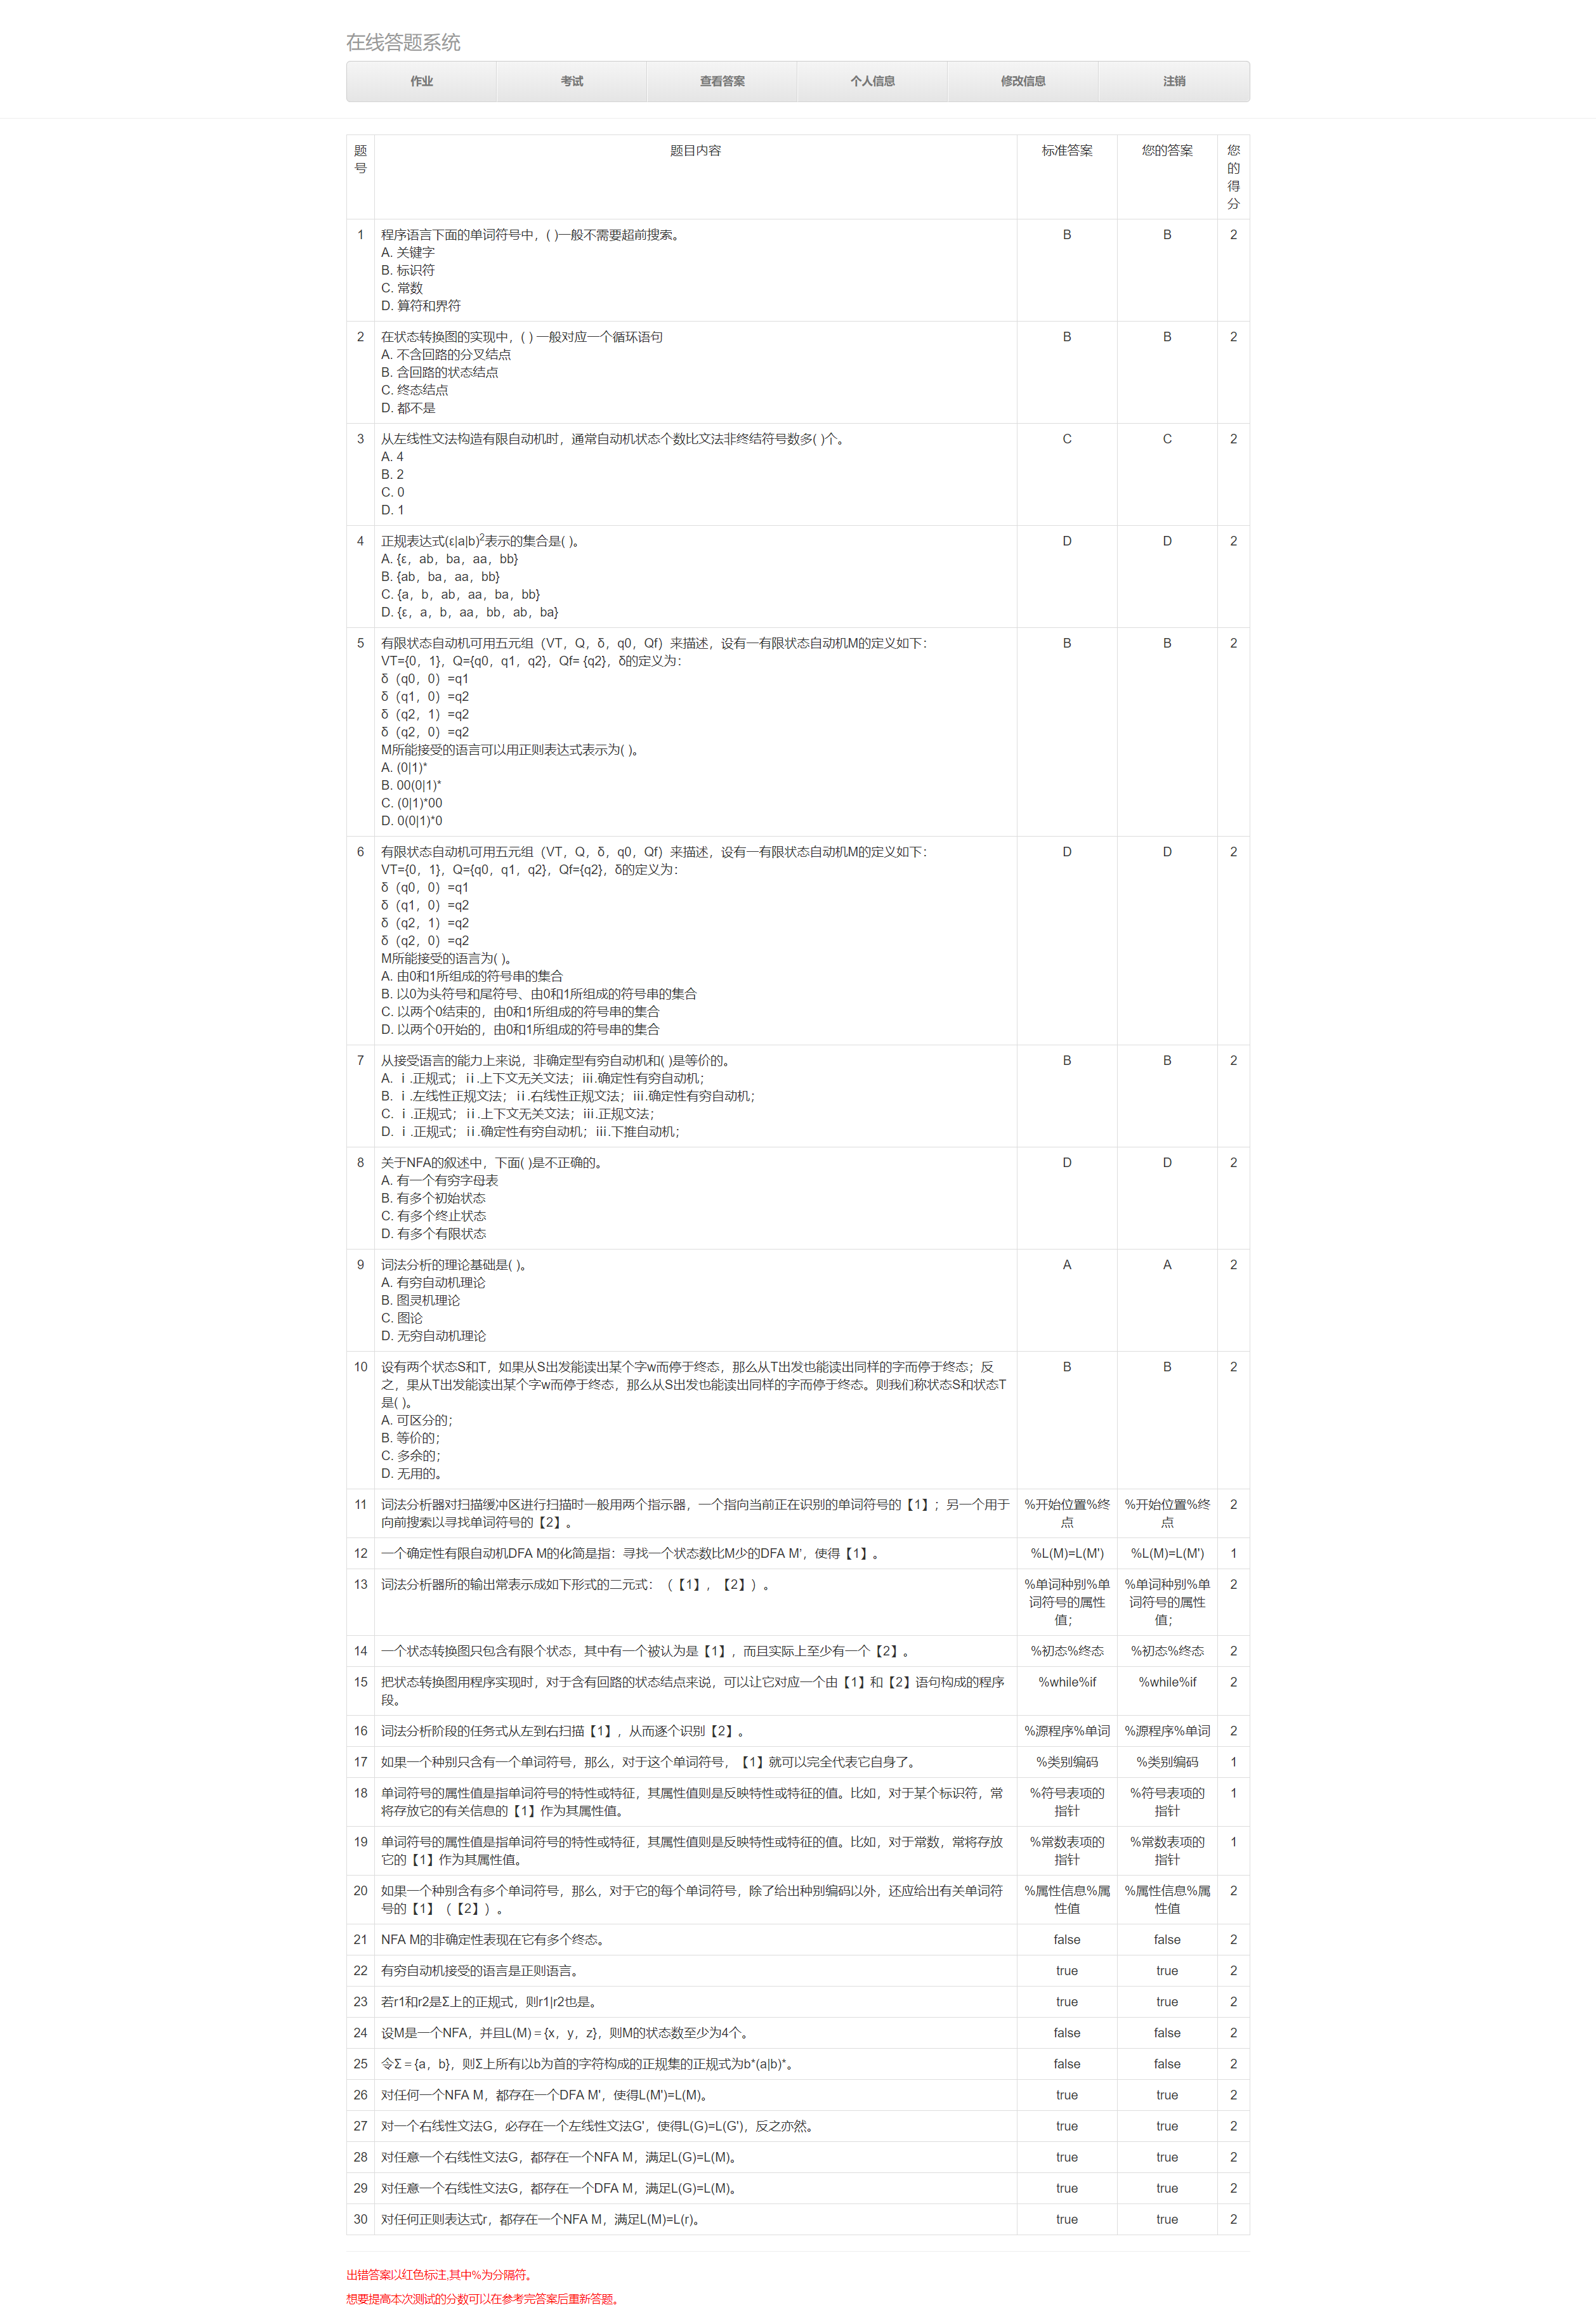 在线答题系统
作业 考试 查看答案 个人信息 修改信息 注销
题号 题目内容 标准答案 您的答案 您的得分
1 程序语言下面的单词符号中，( )一般不需要超前搜索。 B B 2
A. 关键字
B. 标识符
C. 常数
D. 算符和界符
2 在状态转换图的实现中，( ) 一般对应一个循环语句 B B 2
A. 不含回路的分叉结点
B. 含回路的状态结点
C. 终态结点
D. 都不是
3 从左线性文法构造有限自动机时，通常自动机状态个数比文法非终结符号数多( )个。 C C 2
A. 4
B. 2
C. 0
D. 1
4 正规表达式(ε|a|b)2表示的集合是( )。 D D 2
A. {ε，ab，ba，aa，bb}
B. {ab，ba，aa，bb}
C. {a，b，ab，aa，ba，bb}
D. {ε，a，b，aa，bb，ab，ba}
5 有限状态自动机可用五元组（VT，Q，δ，q0，Qf）来描述，设有一有限状态自动机M的定义如下： B B 2
VT={0，1}，Q={q0，q1，q2}，Qf= {q2}，δ的定义为：
δ（q0，0）=q1
δ（q1，0）=q2
δ（q2，1）=q2
δ（q2，0）=q2
M所能接受的语言可以用正则表达式表示为( )。
A. (0|1)*
B. 00(0|1)*
C. (0|1)*00
D. 0(0|1)*0
6 有限状态自动机可用五元组（VT，Q，δ，q0，Qf）来描述，设有一有限状态自动机M的定义如下： D D 2
VT={0，1}，Q={q0，q1，q2}，Qf={q2}，δ的定义为：
δ（q0，0）=q1
δ（q1，0）=q2
δ（q2，1）=q2
δ（q2，0）=q2
M所能接受的语言为( )。
A. 由0和1所组成的符号串的集合
B. 以0为头符号和尾符号、由0和1所组成的符号串的集合
C. 以两个0结束的，由0和1所组成的符号串的集合
D. 以两个0开始的，由0和1所组成的符号串的集合
7 从接受语言的能力上来说，非确定型有穷自动机和( )是等价的。 B B 2
A. ⅰ.正规式；ⅱ.上下文无关文法；ⅲ.确定性有穷自动机；
B. ⅰ.左线性正规文法；ⅱ.右线性正规文法；ⅲ.确定性有穷自动机；
C. ⅰ.正规式；ⅱ.上下文无关文法；ⅲ.正规文法；
D. ⅰ.正规式；ⅱ.确定性有穷自动机；ⅲ.下推自动机；
8 关于NFA的叙述中，下面( )是不正确的。 D D 2
A. 有一个有穷字母表
B. 有多个初始状态
C. 有多个终止状态
D. 有多个有限状态
9 词法分析的理论基础是( )。 A A 2
A. 有穷自动机理论
B. 图灵机理论
C. 图论
D. 无穷自动机理论
10 设有两个状态S和T，如果从S出发能读出某个字w而停于终态，那么从T出发也能读出同样的字而停于终态；反 B B 2
之，果从T出发能读出某个字w而停于终态，那么从S出发也能读出同样的字而停于终态。则我们称状态S和状态T
是( )。
A. 可区分的；
B. 等价的；
C. 多余的；
D. 无用的。
11 词法分析器对扫描缓冲区进行扫描时一般用两个指示器，一个指向当前正在识别的单词符号的【1】；另一个用于 %开始位置%终 %开始位置%终 2
向前搜索以寻找单词符号的【2】。 点 点
12 一个确定性有限自动机DFA M的化简是指：寻找一个状态数比M少的DFA M’，使得【1】。 %L(M)=L(M') %L(M)=L(M') 1
13 词法分析器所的输出常表示成如下形式的二元式：（【1】，【2】）。 %单词种别%单 %单词种别%单 2
词符号的属性 词符号的属性
值； 值；
14 一个状态转换图只包含有限个状态，其中有一个被认为是【1】，而且实际上至少有一个【2】。 %初态%终态 %初态%终态 2
15 把状态转换图用程序实现时，对于含有回路的状态结点来说，可以让它对应一个由【1】和【2】语句构成的程序 %while%if %while%if 2
段。
16 词法分析阶段的任务式从左到右扫描【1】，从而逐个识别【2】。 %源程序%单词 %源程序%单词 2
17 如果一个种别只含有一个单词符号，那么，对于这个单词符号，【1】就可以完全代表它自身了。 %类别编码 %类别编码 1
18 单词符号的属性值是指单词符号的特性或特征，其属性值则是反映特性或特征的值。比如，对于某个标识符，常 %符号表项的 %符号表项的 1
将存放它的有关信息的【1】作为其属性值。 指针 指针
19 单词符号的属性值是指单词符号的特性或特征，其属性值则是反映特性或特征的值。比如，对于常数，常将存放 %常数表项的 %常数表项的 1
它的【1】作为其属性值。 指针 指针
20 如果一个种别含有多个单词符号，那么，对于它的每个单词符号，除了给出种别编码以外，还应给出有关单词符 %属性信息%属 %属性信息%属 2
号的【1】（【2】）。 性值 性值
21 NFA M的非确定性表现在它有多个终态。 false false 2
22 有穷自动机接受的语言是正则语言。 true true 2
23 若r1和r2是Σ上的正规式，则r1|r2也是。 true true 2
24 设M是一个NFA，并且L(M)＝{x，y，z}，则M的状态数至少为4个。 false false 2
25 令Σ＝{a，b}，则Σ上所有以b为首的字符构成的正规集的正规式为b*(a|b)*。 false false 2
26 对任何一个NFA M，都存在一个DFA M'，使得L(M')=L(M)。 true true 2
27 对一个右线性文法G，必存在一个左线性文法G'，使得L(G)=L(G')，反之亦然。 true true 2
28 对任意一个右线性文法G，都存在一个NFA M，满足L(G)=L(M)。 true true 2
29 对任意一个右线性文法G，都存在一个DFA M，满足L(G)=L(M)。 true true 2
30 对任何正则表达式r，都存在一个NFA M，满足L(M)=L(r)。 true true 2
出错答案以红色标注,其中%为分隔符。
想要提高本次测试的分数可以在参考完答案后重新答题。